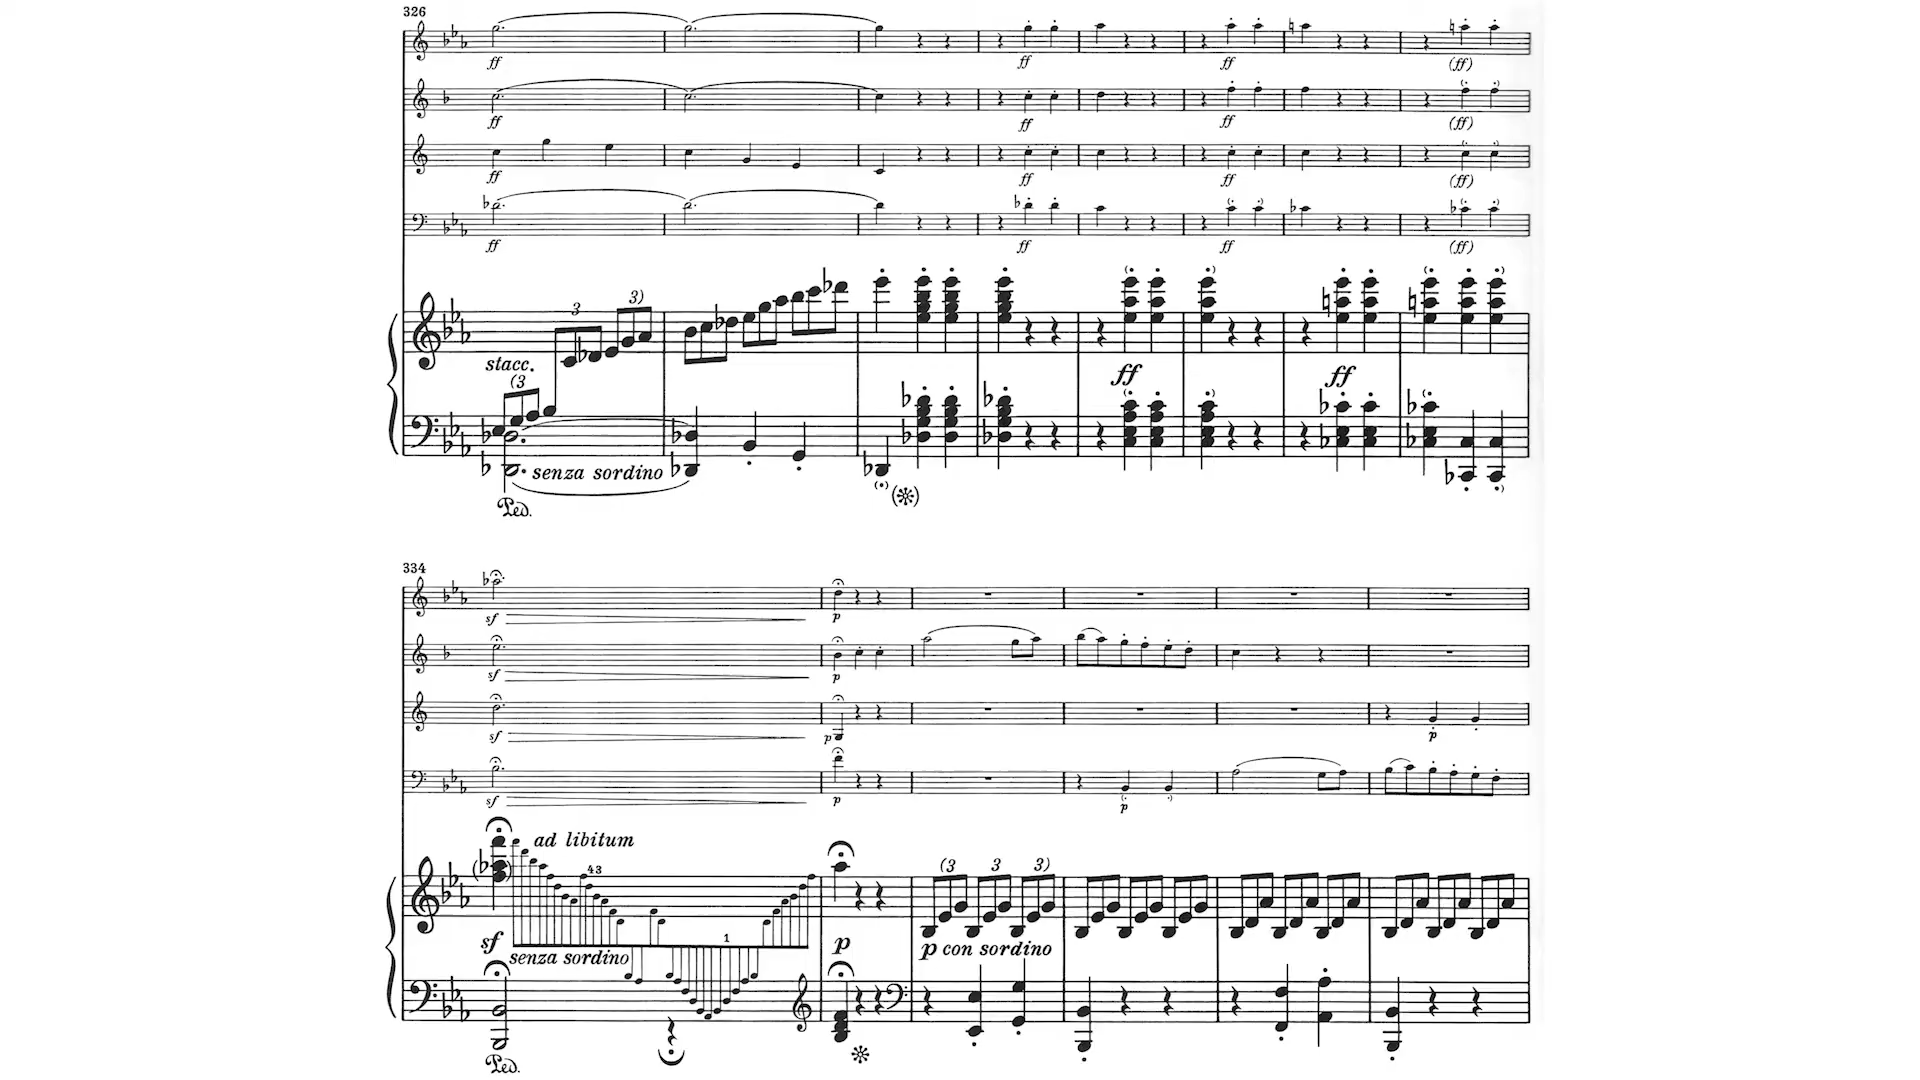 326
ff ff ff (ff)
ff ff ff (ff)
ff ff ff (ff)
ff ff ff (ff)
3 3)
stacc.
(3
ff ff
senza sordino
Ped.
334
sf p
sf p
sf p p
sf p p
ad libitum
43
(3 3 3)
1
sf p p con sordino
senza sordino
Ped.